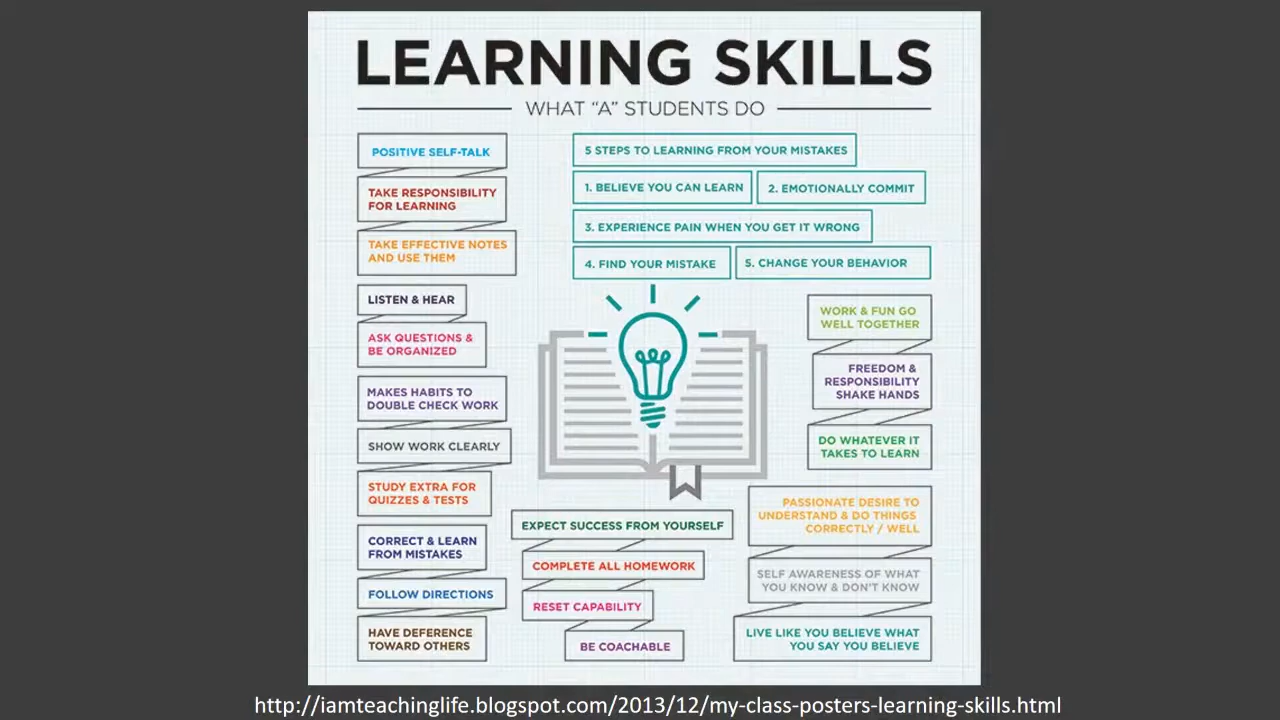 LEARNING SKILLS
WHAT “A” STUDENTS DO
POSITIVE SELF-TALK
TAKE RESPONSIBILITY
FOR LEARNING
TAKE EFFECTIVE NOTES
AND USE THEM
LISTEN & HEAR
ASK QUESTIONS &
BE ORGANIZED
MAKES HABITS TO
DOUBLE CHECK WORK
SHOW WORK CLEARLY
STUDY EXTRA FOR
QUIZZES & TESTS
CORRECT & LEARN
FROM MISTAKES
FOLLOW DIRECTIONS
HAVE DEFERENCE
TOWARD OTHERS
5 STEPS TO LEARNING FROM YOUR MISTAKES
1. BELIEVE YOU CAN LEARN
2. EMOTIONALLY COMMIT
3. EXPERIENCE PAIN WHEN YOU GET IT WRONG
4. FIND YOUR MISTAKE
5. CHANGE YOUR BEHAVIOR
EXPECT SUCCESS FROM YOURSELF
COMPLETE ALL HOMEWORK
RESET CAPABILITY
BE COACHABLE
WORK & FUN GO
WELL TOGETHER
FREEDOM &
RESPONSIBILITY
SHAKE HANDS
DO WHATEVER IT
TAKES TO LEARN
PASSIONATE DESIRE TO
UNDERSTAND & DO THINGS
CORRECTLY / WELL
SELF AWARENESS OF WHAT
YOU KNOW & DON'T KNOW
LIVE LIKE YOU BELIEVE WHAT
YOU SAY YOU BELIEVE
http://iamteachinglife.blogspot.com/2013/12/my-class-posters-learning-skills.html